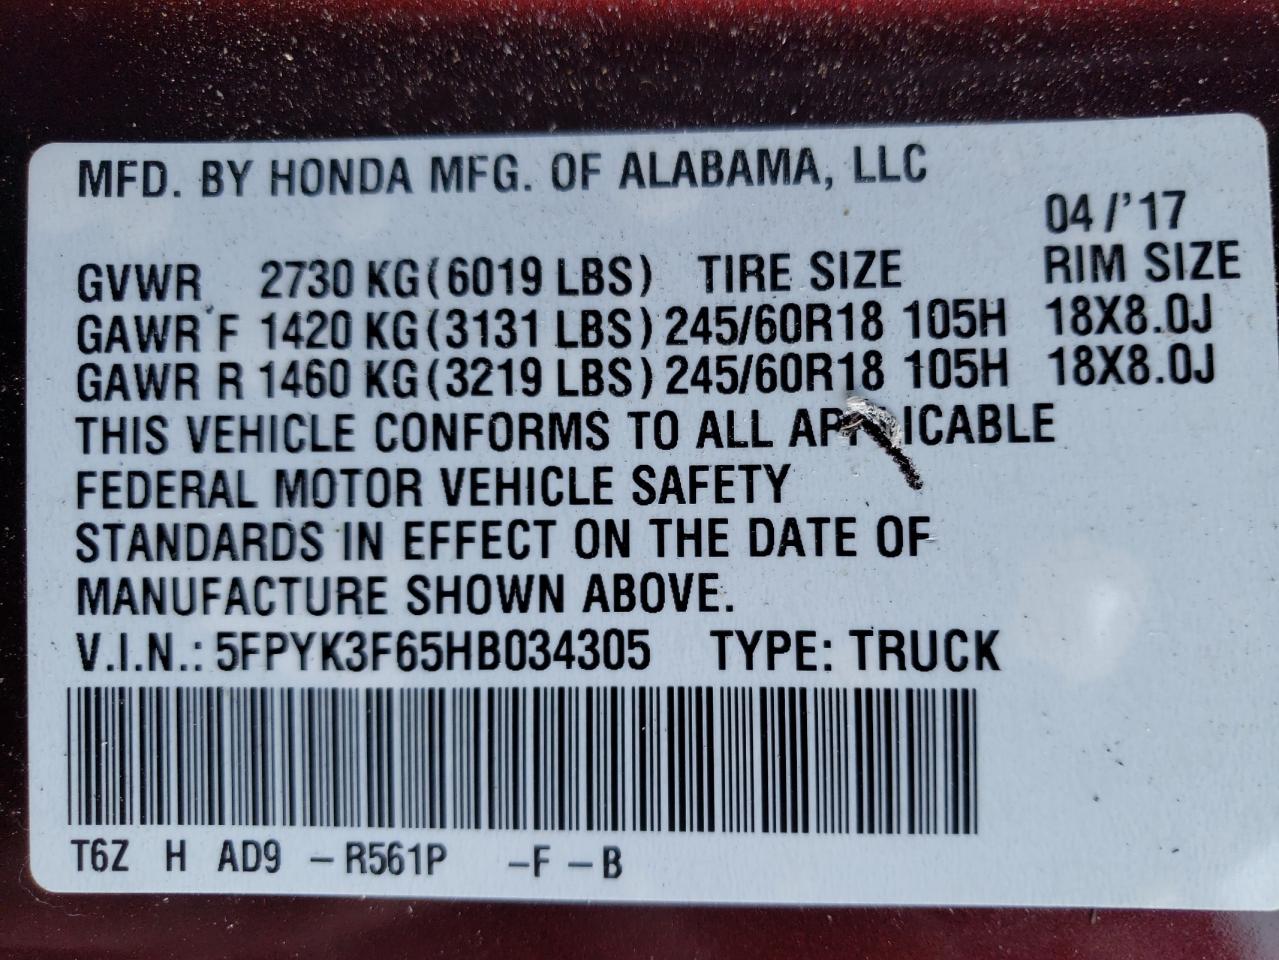 MFD. BY HONDA MFG. OF ALABAMA, LLC
04/'17
GVWR 2730 KG(6019 LBS) TIRE SIZE RIM SIZE
GAWR F 1420 KG(3131 LBS) 245/60R18 105H 18X8.0J
GAWR R 1460 KG(3219 LBS) 245/60R18 105H 18X8.0J
THIS VEHICLE CONFORMS TO ALL APPLICABLE
FEDERAL MOTOR VEHICLE SAFETY
STANDARDS IN EFFECT ON THE DATE OF
MANUFACTURE SHOWN ABOVE.
V.I.N.: 5FPYK3F65HB034305 TYPE: TRUCK
T6Z H AD9 –R561P –F –B